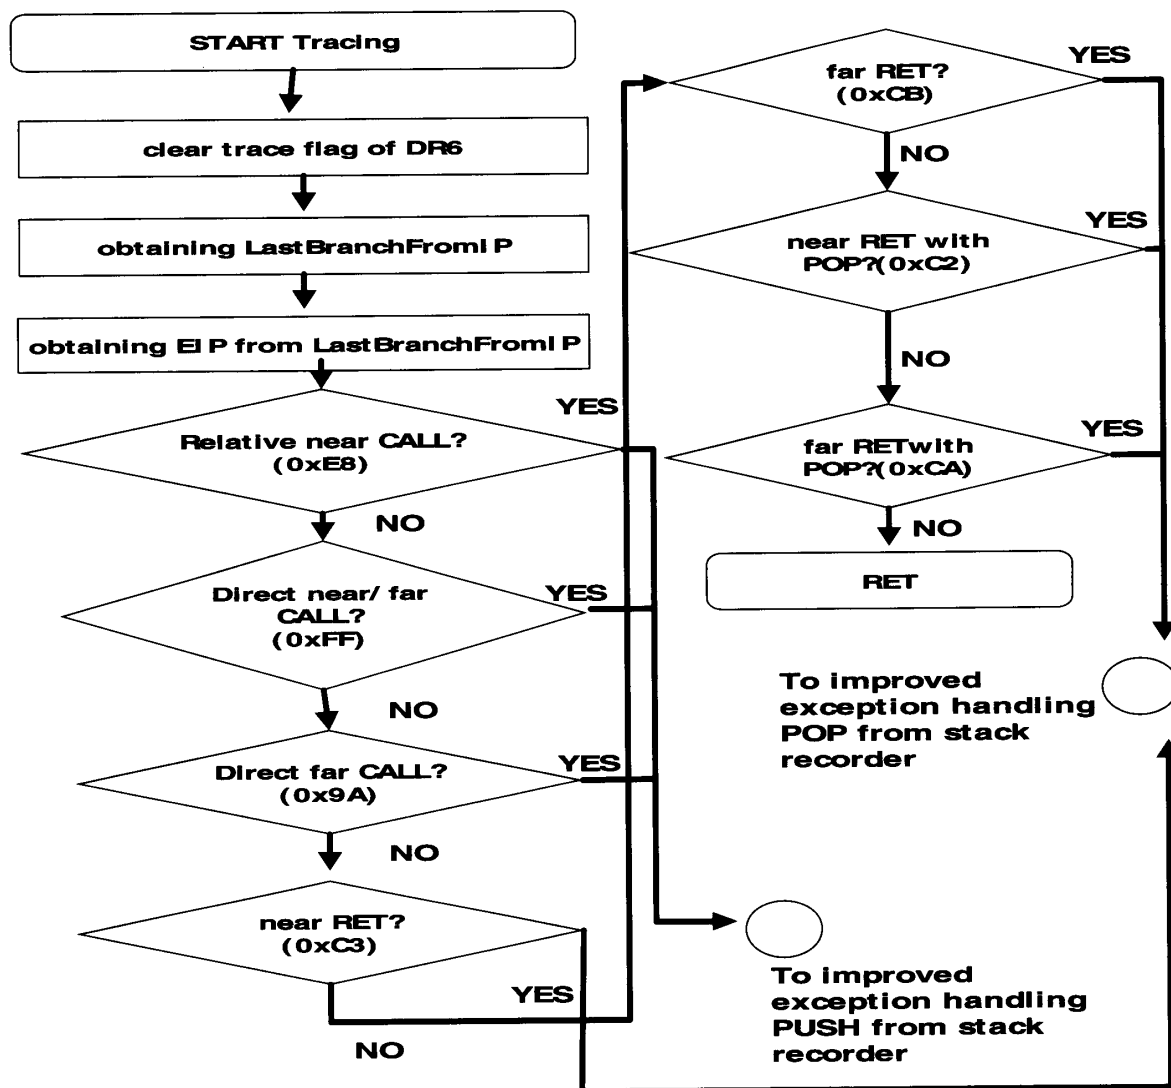 START Tracing
clear trace flag of DR6
obtaining LastBranchFromIP
obtaining EIP from LastBranchFromIP
YES
Relative near CALL?
(0xE8)
NO
Direct near/far
CALL?
(0xFF)
YES
NO
Direct far CALL?
(0x9A)
YES
NO
near RET?
(0xC3)
YES
NO
far RET?
(0xCB)
YES
NO
near RET with
POP?(0xC2)
YES
NO
far RETwith
POP?(0xCA)
YES
NO
RET
To improved
exception handling
POP from stack
recorder
To improved
exception handling
PUSH from stack
recorder